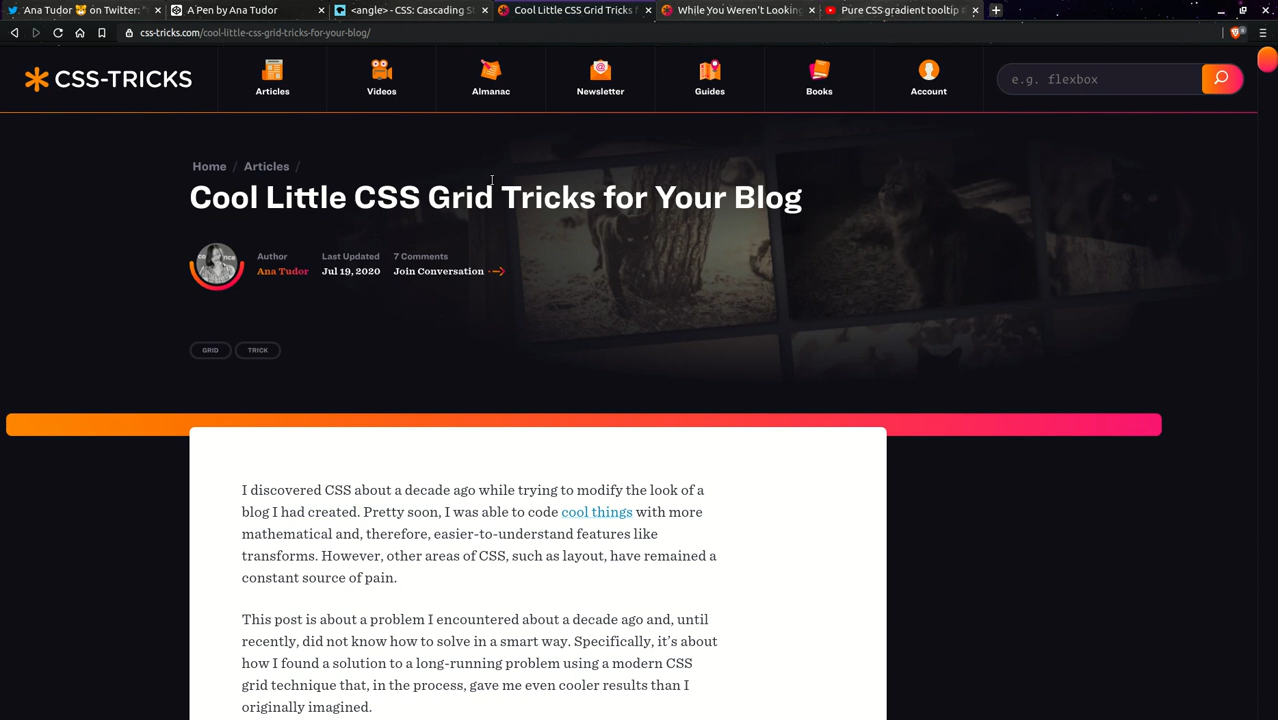 Ana Tudor 🐯 on Twitter: "
A Pen by Ana Tudor
<angle> - CSS: Cascading St
Cool Little CSS Grid Tricks f
While You Weren't Looking
Pure CSS gradient tooltip
css-tricks.com/cool-little-css-grid-tricks-for-your-blog/
CSS-TRICKS
Articles
Videos
Almanac
Newsletter
Guides
Books
Account
e.g. flexbox
Home / Articles /
Cool Little CSS Grid Tricks for Your Blog
Author
Ana Tudor
Last Updated
Jul 19, 2020
7 Comments
Join Conversation
GRID
TRICK
I discovered CSS about a decade ago while trying to modify the look of a
blog I had created. Pretty soon, I was able to code cool things with more
mathematical and, therefore, easier-to-understand features like
transforms. However, other areas of CSS, such as layout, have remained a
constant source of pain.
This post is about a problem I encountered about a decade ago and, until
recently, did not know how to solve in a smart way. Specifically, it's about
how I found a solution to a long-running problem using a modern CSS
grid technique that, in the process, gave me even cooler results than I
originally imagined.